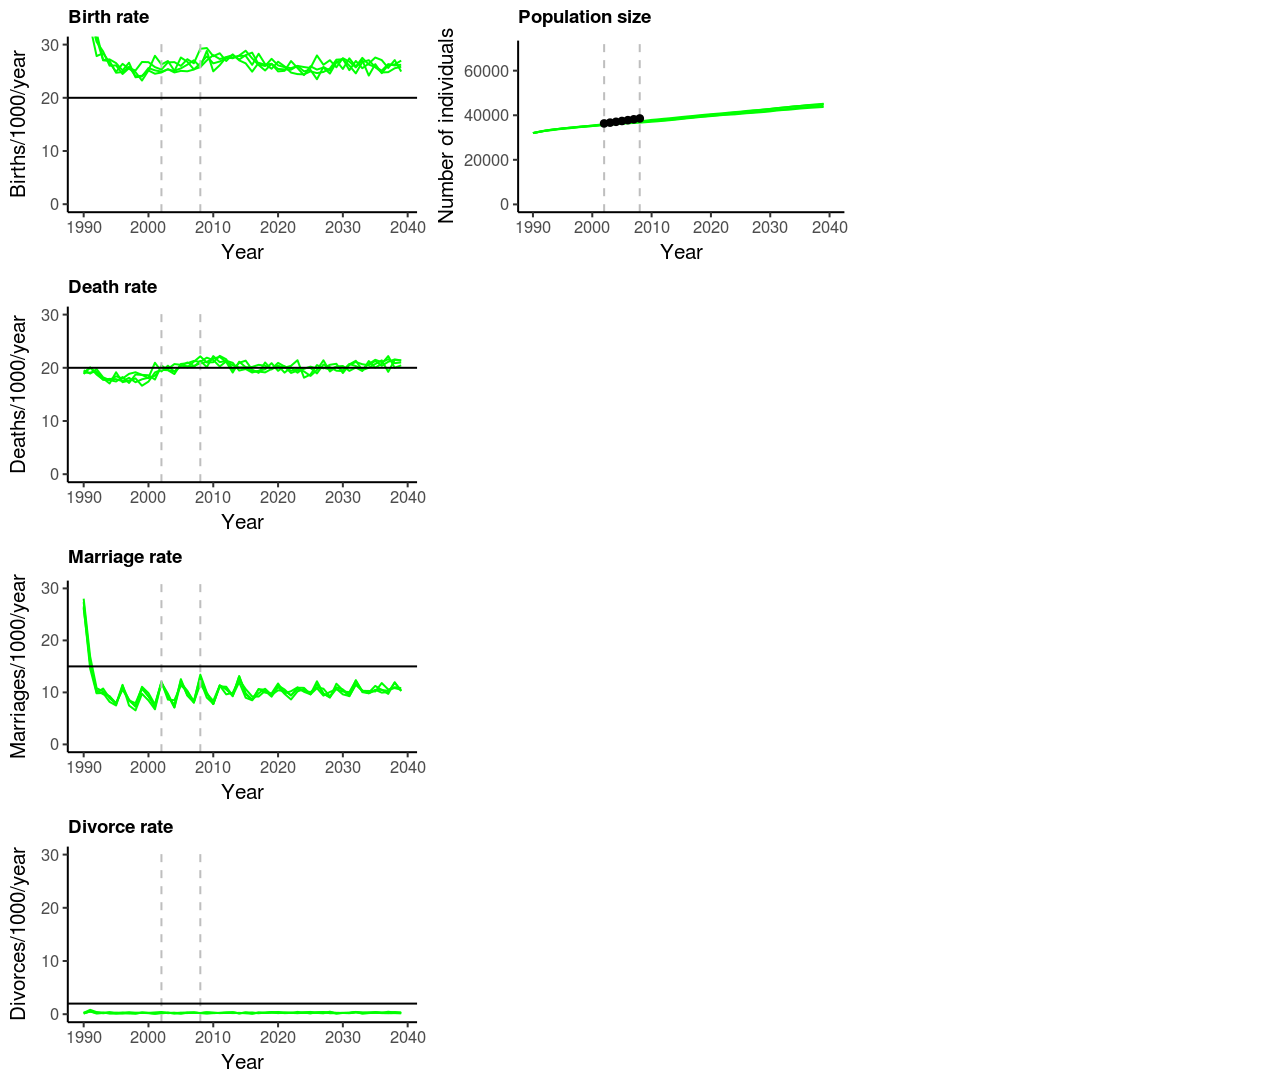 Birth rate
Births/1000/year
30
20
10
0
1990 2000 2010 2020 2030 2040
Year
Population size
Number of individuals
60000
40000
20000
0
1990 2000 2010 2020 2030 2040
Year
Death rate
Deaths/1000/year
30
20
10
0
1990 2000 2010 2020 2030 2040
Year
Marriage rate
Marriages/1000/year
30
20
10
0
1990 2000 2010 2020 2030 2040
Year
Divorce rate
Divorces/1000/year
30
20
10
0
1990 2000 2010 2020 2030 2040
Year